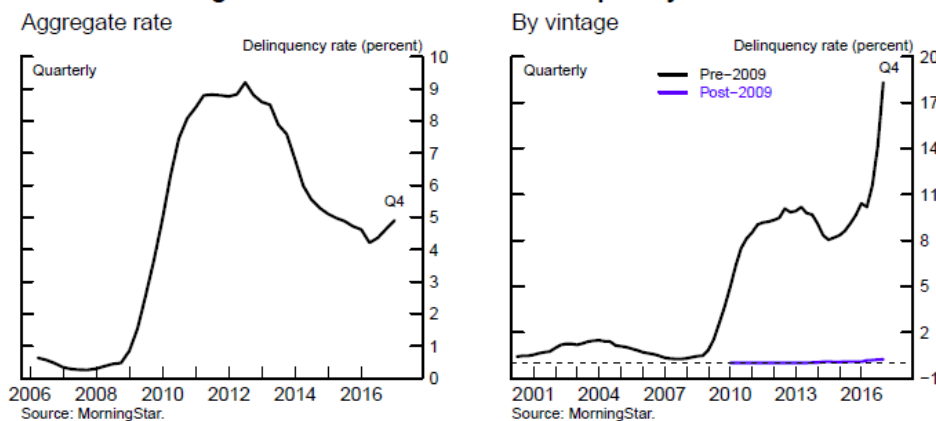 Aggregate rate
Delinquency rate (percent)
Quarterly
10
9
8
7
6
5
4
3
2
1
0
Q4
2006 2008 2010 2012 2014 2016
Source: MorningStar.
By vintage
Delinquency rate (percent)
Quarterly
Pre-2009
Post-2009
Q4
20
17
14
11
8
5
2
-1
2001 2004 2007 2010 2013 2016
Source: MorningStar.